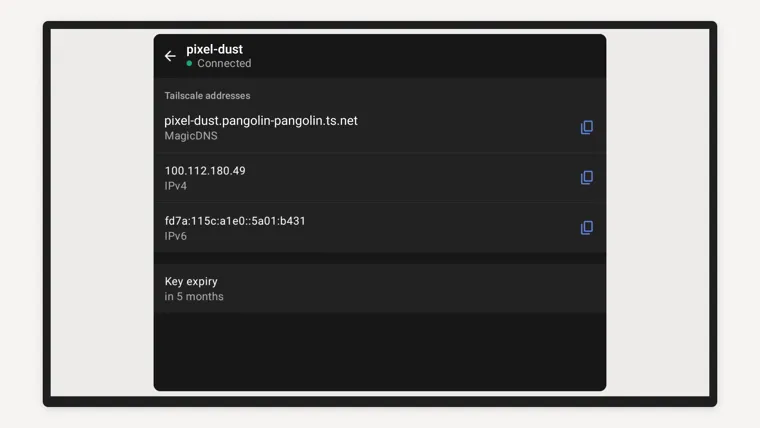 pixel-dust
Connected
Tailscale addresses
pixel-dust.pangolin-pangolin.ts.net
MagicDNS
100.112.180.49
IPv4
fd7a:115c:a1e0::5a01:b431
IPv6
Key expiry
in 5 months